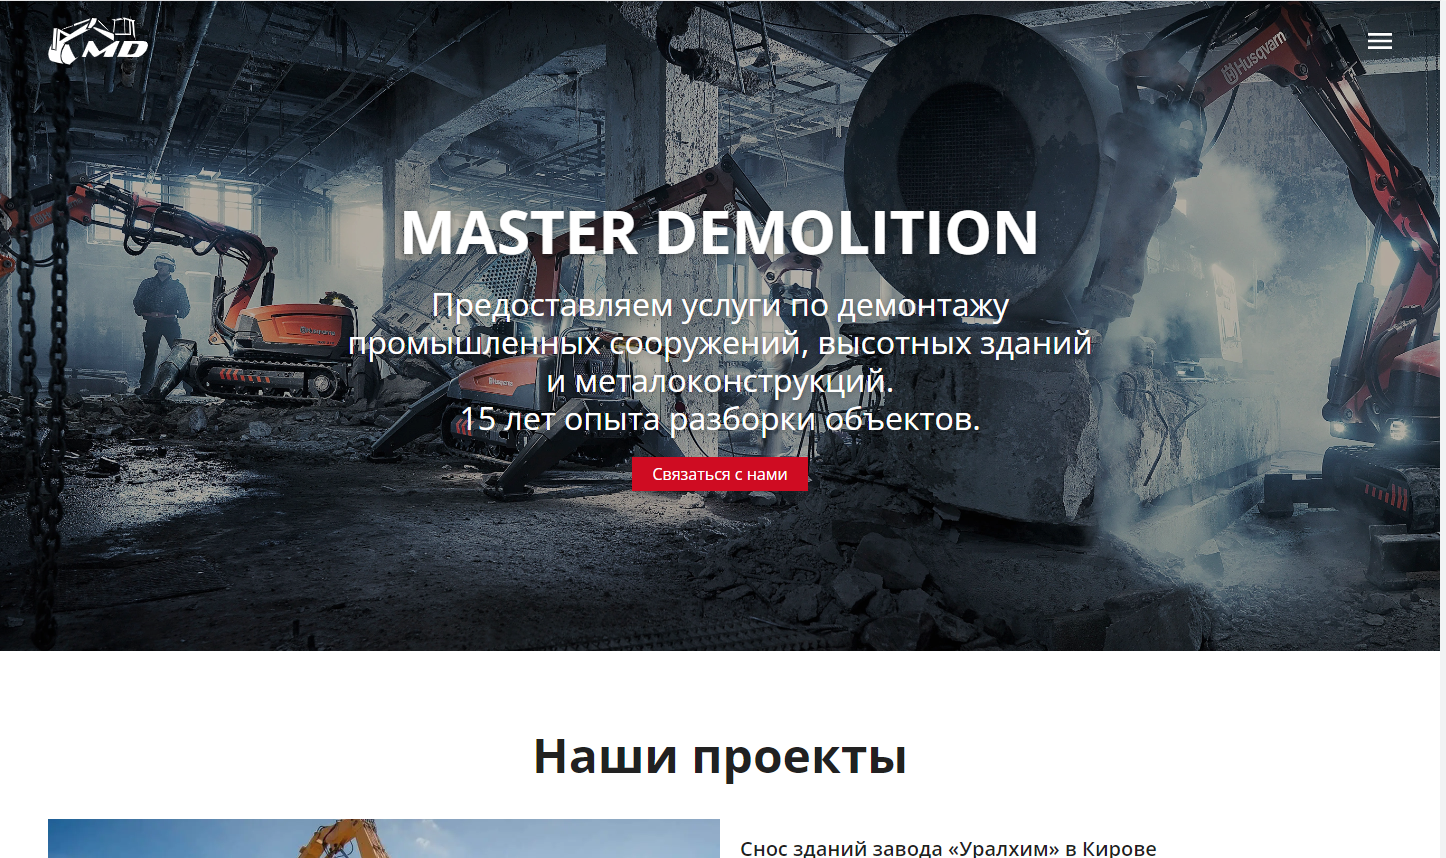 MD
Husqvarn
MASTER DEMOLITION
Предоставляем услуги по демонтажу
промышленных сооружений, высотных зданий
и металоконструкций.
15 лет опыта разборки объектов.
Связаться с нами
Наши проекты
Снос зданий завода «Уралхим» в Кирове